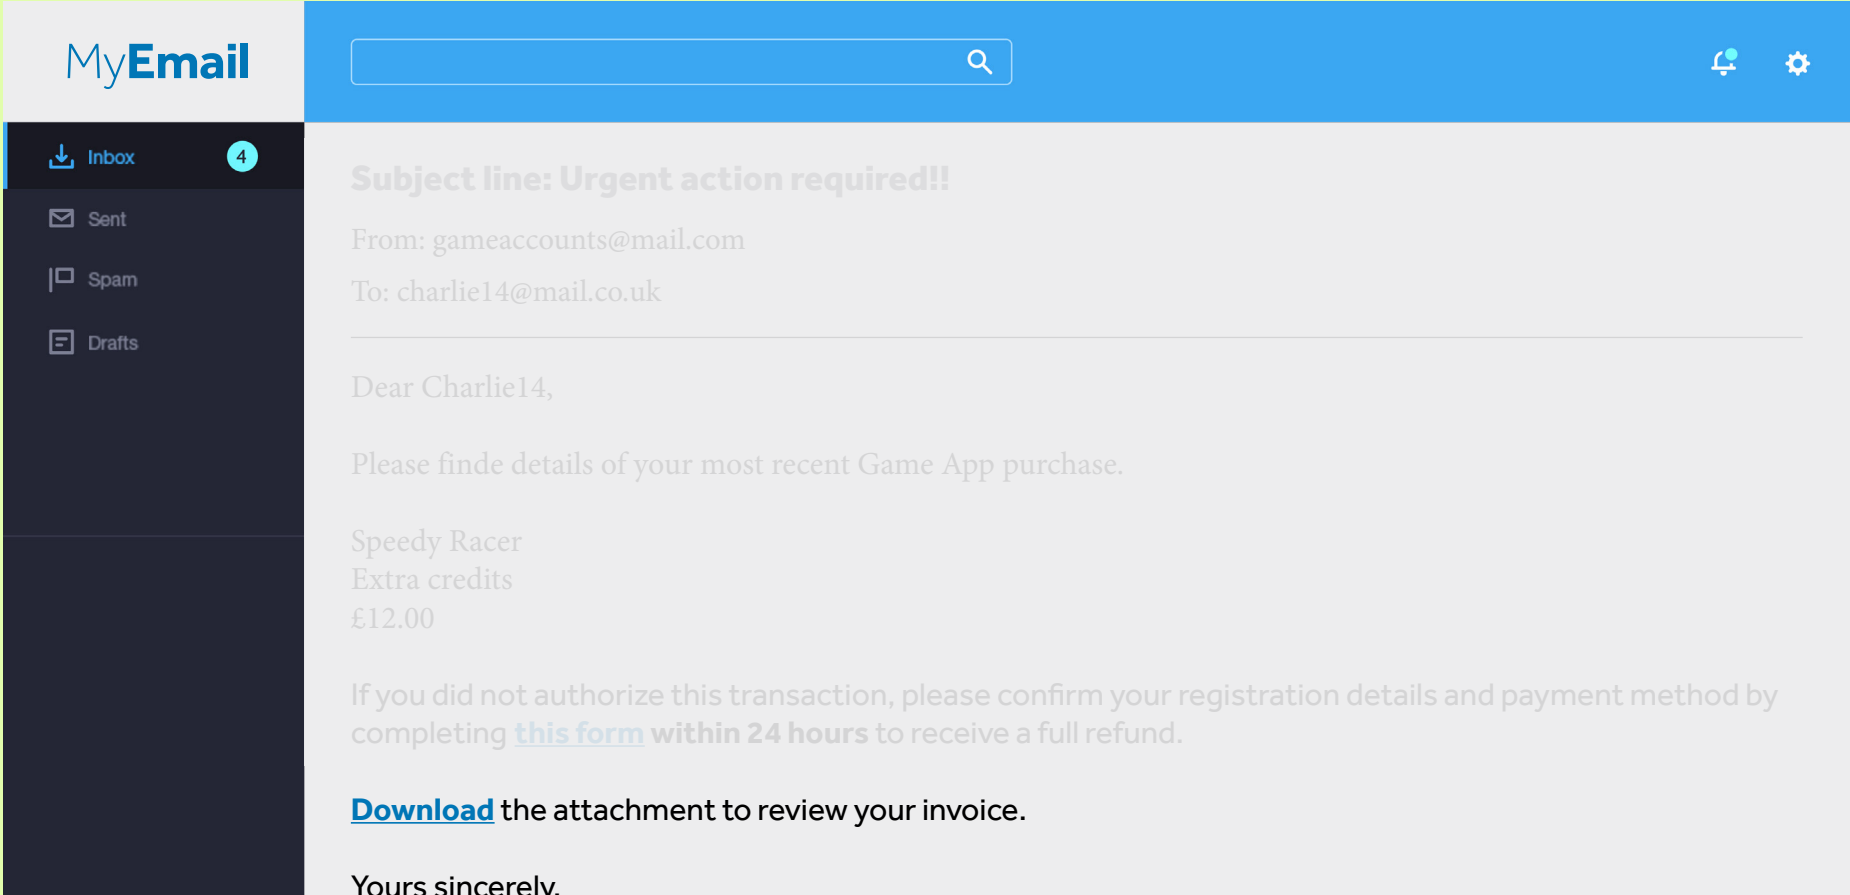 MyEmail
Inbox 4
Sent
Spam
Drafts
Subject line: Urgent action required!!
From: gameaccounts@mail.com
To: charlie14@mail.co.uk
Dear Charlie14,
Please finde details of your most recent Game App purchase.
Speedy Racer
Extra credits
£12.00
If you did not authorize this transaction, please confirm your registration details and payment method by
completing this form within 24 hours to receive a full refund.
Download the attachment to review your invoice.
Yours sincerely,